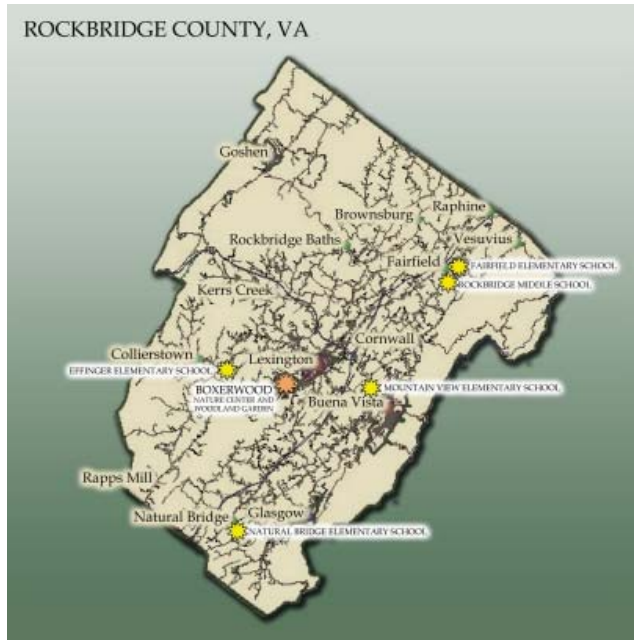 ROCKBRIDGE COUNTY, VA
Goshen
Raphine
Brownsburg
Rockbridge Baths
Vesuvius
Fairfield
FAIRFIELD ELEMENTARY SCHOOL
ROCKBRIDGE MIDDLE SCHOOL
Kerrs Creek
Cornwall
Collierstown
Lexington
EFFINGER ELEMENTARY SCHOOL
BOXERWOOD
NATURE CENTER AND
WOODLAND GARDEN
MOUNTAIN VIEW ELEMENTARY SCHOOL
Buena Vista
Rapps Mill
Natural Bridge
Glasgow
NATURAL BRIDGE ELEMENTARY SCHOOL